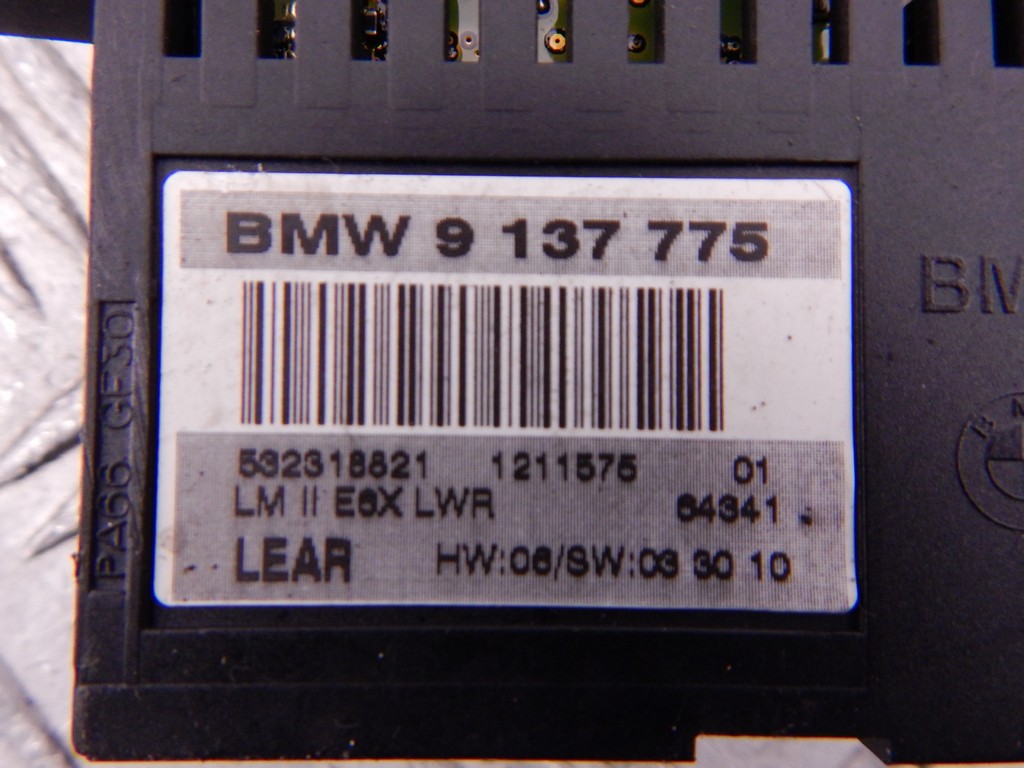 BMW 9 137 775
532318821 1211575 01
LM II E6X LWR 64341
LEAR HW:06/SW:03 30 10
PA66 GF30
BM